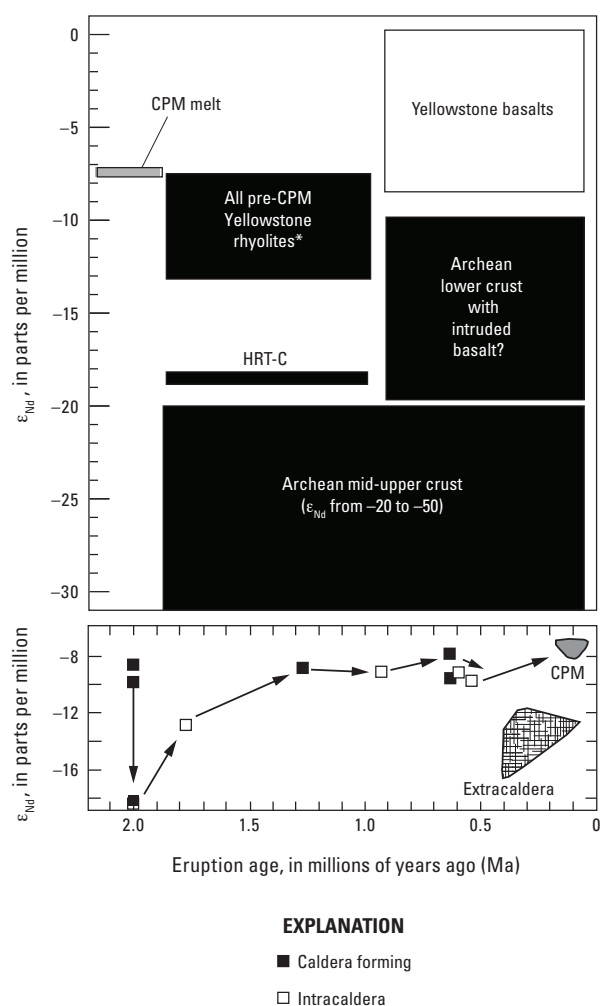 0
CPM melt
Yellowstone basalts
–5
All pre-CPM
Yellowstone
rhyolites*
–10
Archean
lower crust
with
intruded
basalt?
–15
HRT-C
–20
Archean mid-upper crust
(εNd from –20 to –50)
–25
–30
εNd, in parts per million
–8
CPM
–12
–16
Extracaldera
εNd, in parts per million
2.0 1.5 1.0 0.5 0
Eruption age, in millions of years ago (Ma)
EXPLANATION
Caldera forming
Intracaldera